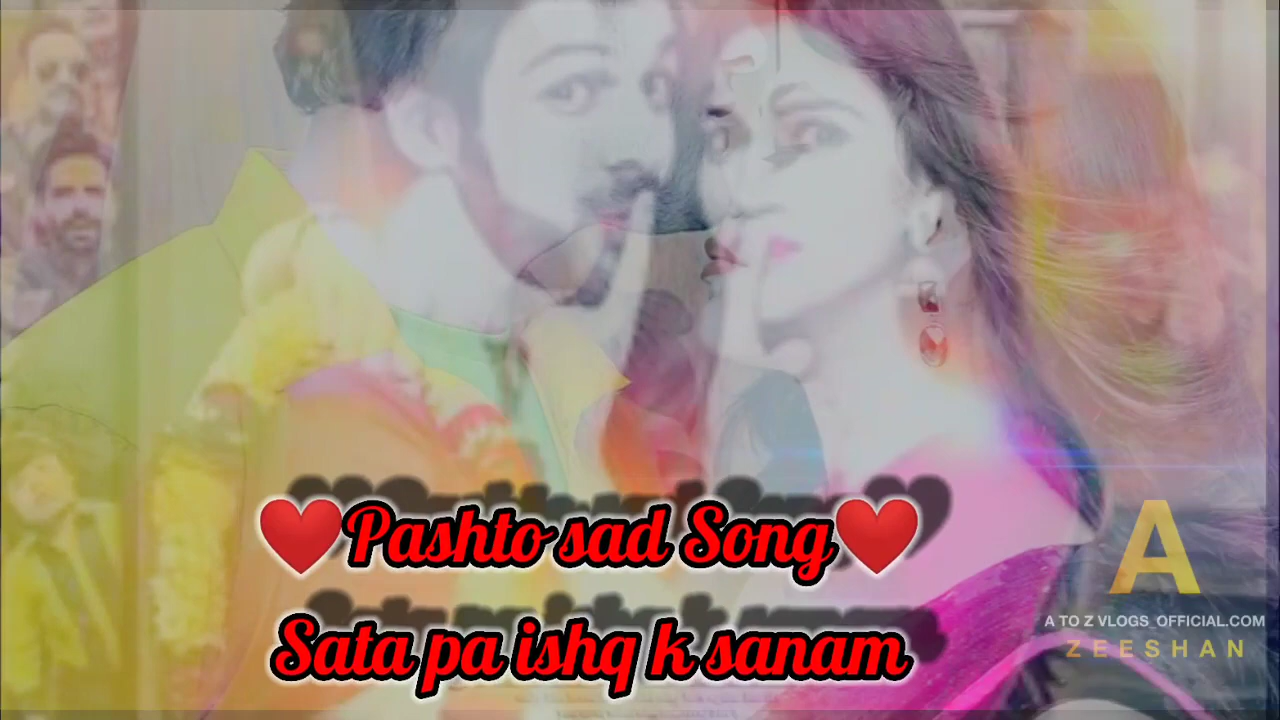 ❤️Pashto sad Song❤️
Sata pa ishq k sanam
A
A TO Z VLOGS_OFFICIAL.COM
ZEESHAN